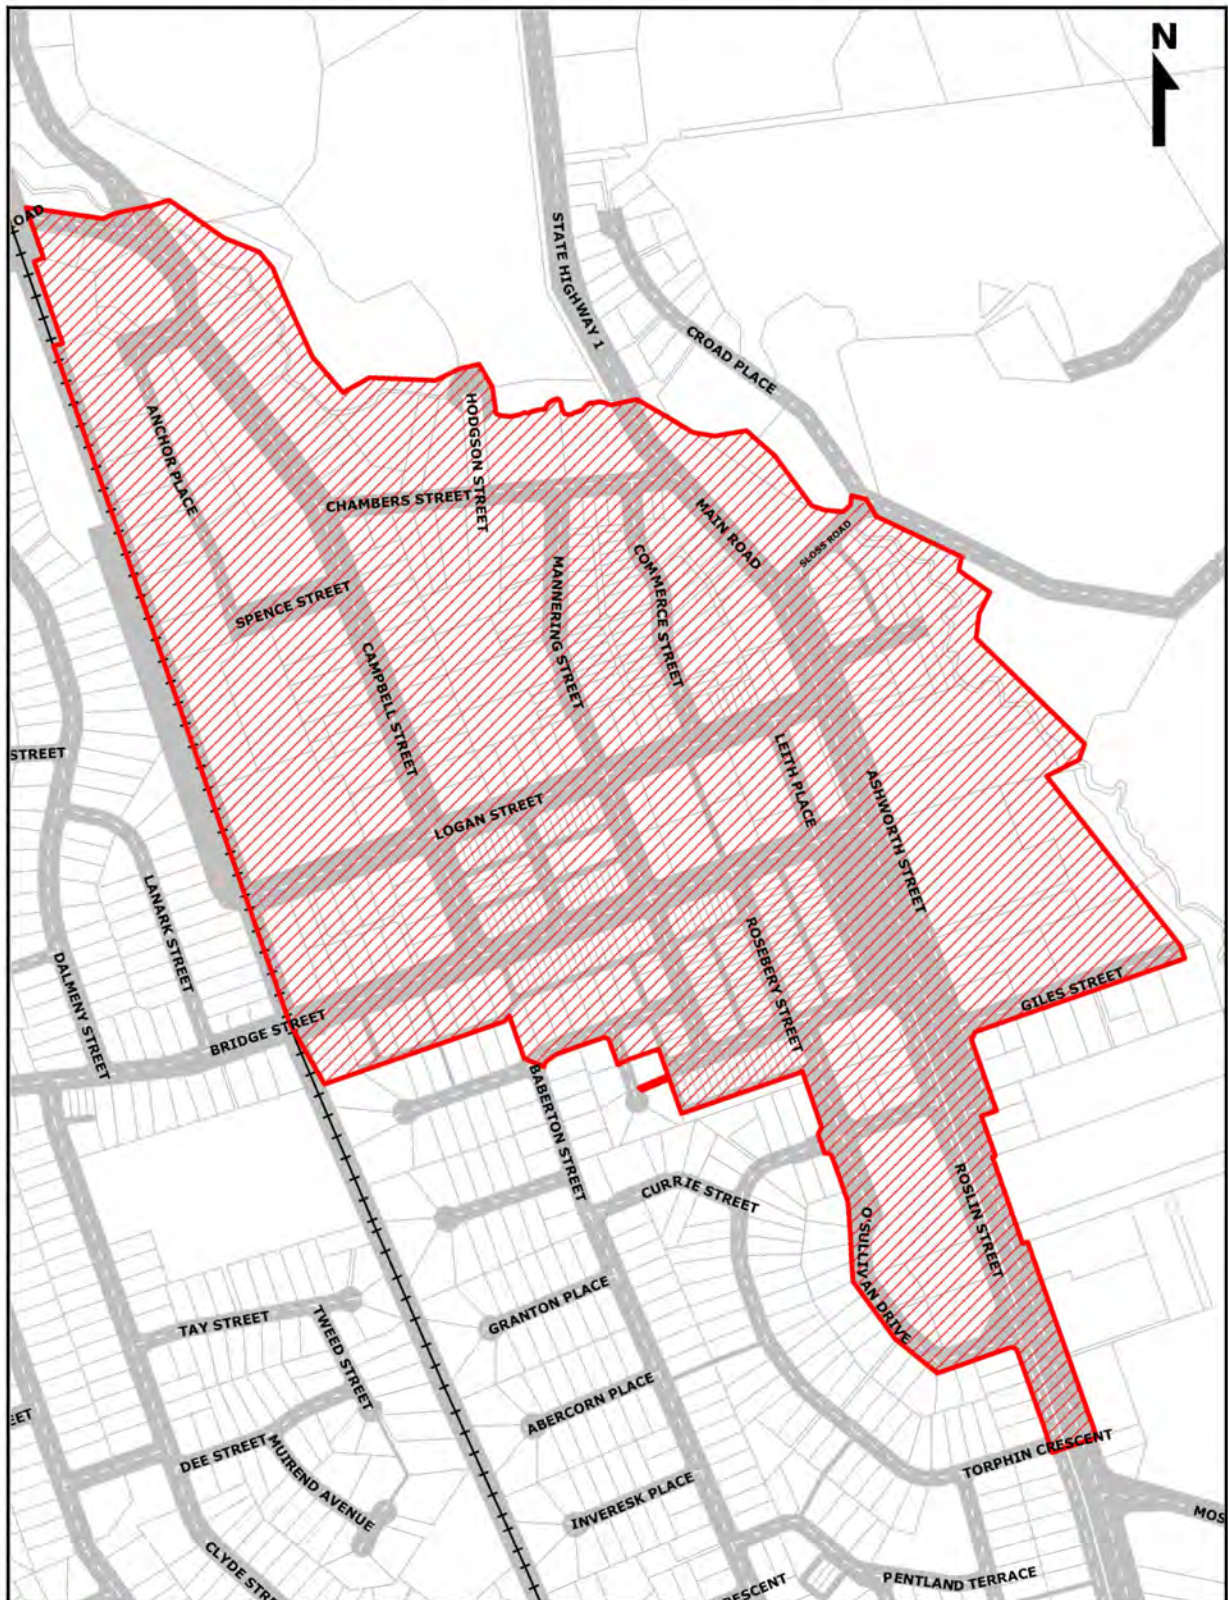 N
OAD
STATE HIGHWAY 1
CROAD PLACE
ANCHOR PLACE
HODGSON STREET
CHAMBERS STREET
MAIN ROAD
SLOSS ROAD
MANNERING STREET
COMMERCE STREET
SPENCE STREET
CAMPBELL STREET
STREET
LEITH PLACE
ASHWORTH STREET
LOGAN STREET
LANARK STREET
DALMENY STREET
ROSEBERY STREET
GILES STREET
BRIDGE STREET
BABERTON STREET
CURRIE STREET
ROSLIN STREET
O'SULLIVAN DRIVE
GRANTON PLACE
TAY STREET
TWEED STREET
ABERCORN PLACE
EET
DEE STREET
MUIREND AVENUE
TORPHIN CRESCENT
INVERESK PLACE
MOS
CLYDE STRE
PENTLAND TERRACE
RESCENT